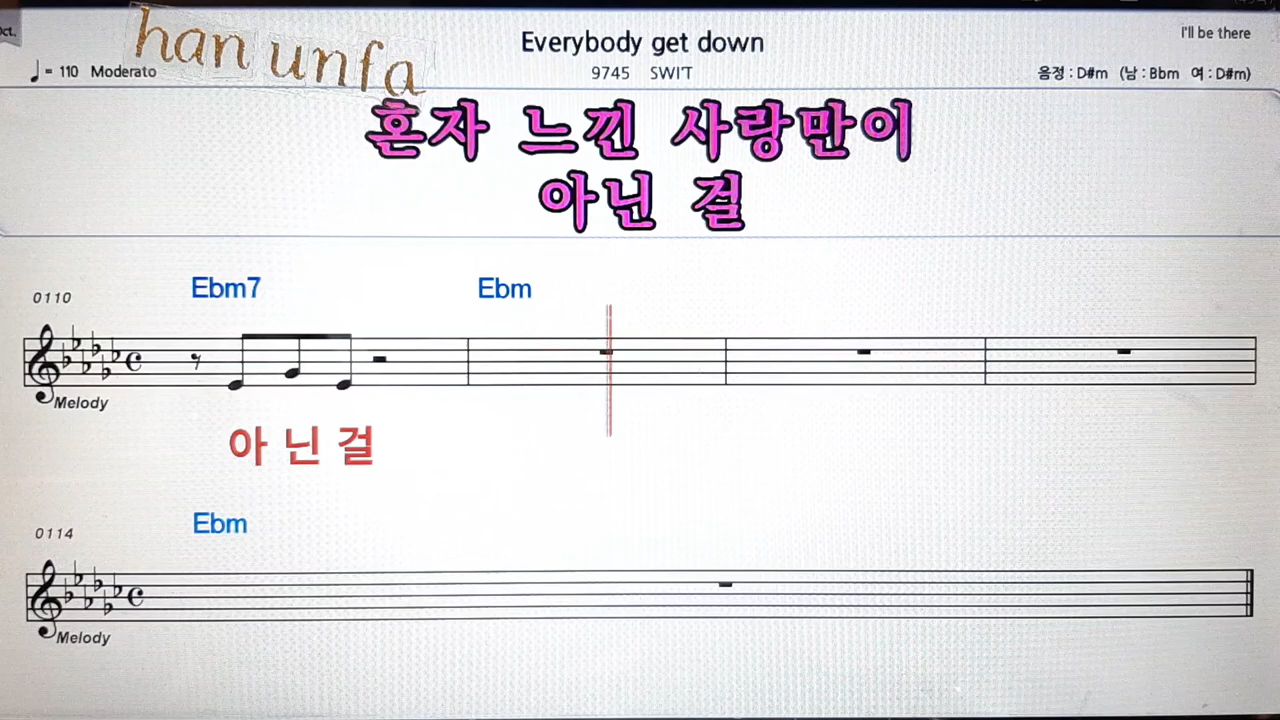 Oct.
han unfa
Everybody get down
I'll be there
♩= 110 Moderato
9745 SWI'T
음정 : D#m (남 : Bbm 여 : D#m)
혼자 느낀 사랑만이
아닌 걸
Ebm7 Ebm
0110
Melody
아 닌 걸
Ebm
0114
Melody